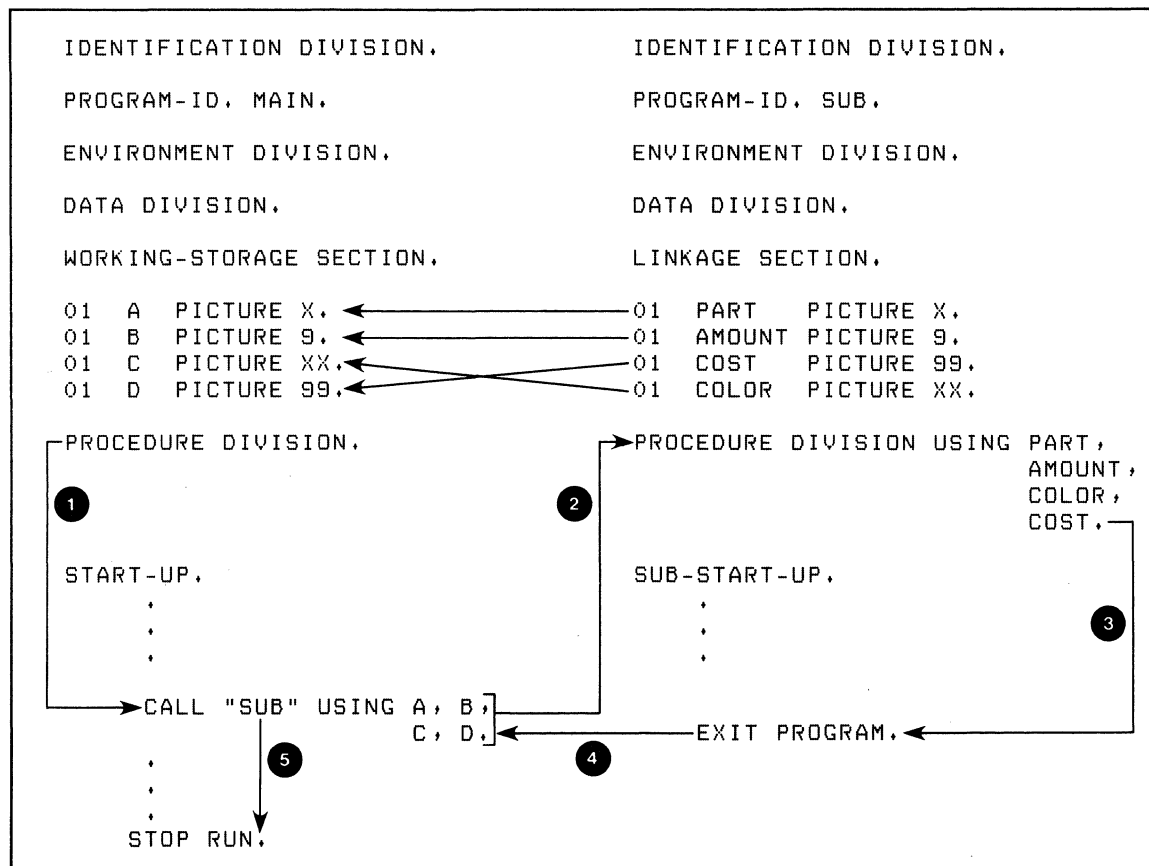 IDENTIFICATION DIVISION.
PROGRAM-ID. MAIN.
ENVIRONMENT DIVISION.
DATA DIVISION.
WORKING-STORAGE SECTION.
01 A PICTURE X.
01 B PICTURE 9.
01 C PICTURE XX.
01 D PICTURE 99.
PROCEDURE DIVISION.
1
START-UP.
.
.
.
CALL "SUB" USING A, B,
C, D.
5
.
.
.
STOP RUN.
IDENTIFICATION DIVISION.
PROGRAM-ID. SUB.
ENVIRONMENT DIVISION.
DATA DIVISION.
LINKAGE SECTION.
01 PART PICTURE X.
01 AMOUNT PICTURE 9.
01 COST PICTURE 99.
01 COLOR PICTURE XX.
2
PROCEDURE DIVISION USING PART,
AMOUNT,
COLOR,
COST.
SUB-START-UP.
.
.
.
3
EXIT PROGRAM.
4